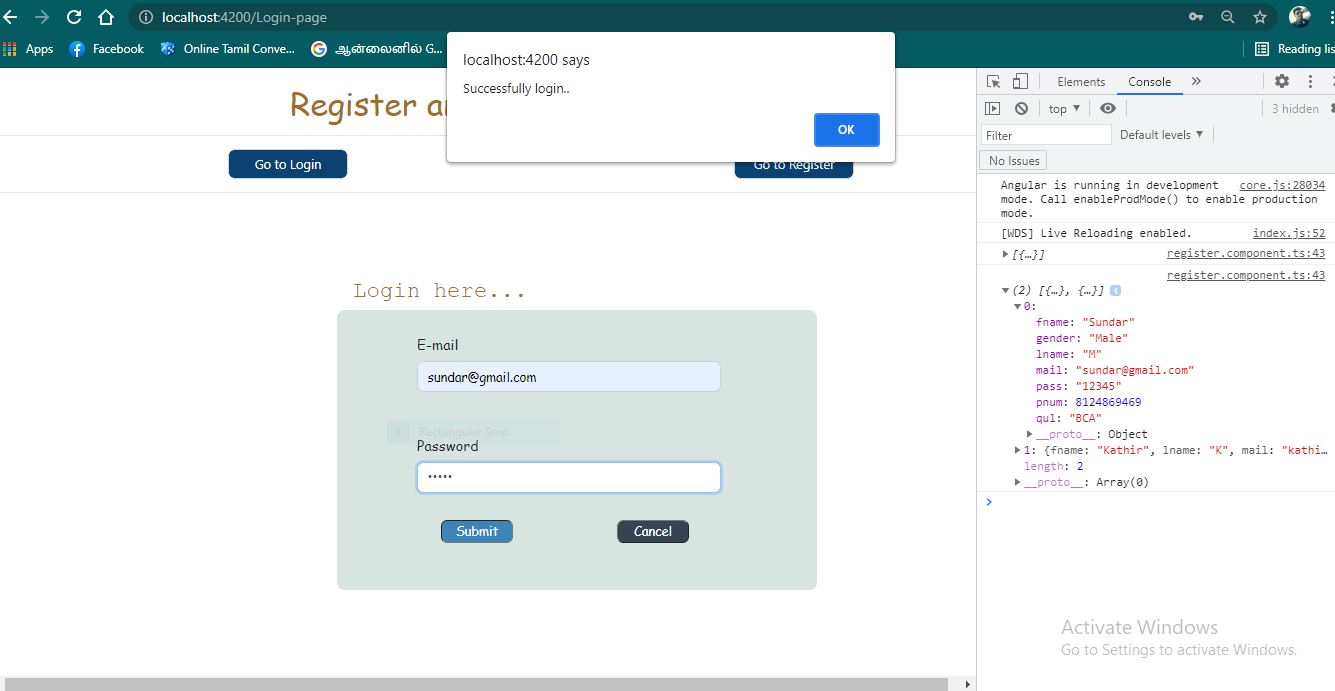 localhost:4200/Login-page
Apps Facebook Online Tamil Conve... ஆன்லைனில் G... Reading lis
localhost:4200 says
Successfully login..
OK
Register a
Go to Login
Go to Register
Login here...
E-mail
sundar@gmail.com
Rectangular Snip
Password
•••••
Submit Cancel
Elements Console »
top ▼ 3 hidden
Filter Default levels ▼
No Issues
Angular is running in development core.js:28034
mode. Call enableProdMode() to enable production
mode.
[WDS] Live Reloading enabled. index.js:52
▶[{…}] register.component.ts:43
register.component.ts:43
▼(2) [{…}, {…}] i
▼0:
fname: "Sundar"
gender: "Male"
lname: "M"
mail: "sundar@gmail.com"
pass: "12345"
pnum: 8124869469
qul: "BCA"
▶__proto__: Object
▶1: {fname: "Kathir", lname: "K", mail: "kathi…
length: 2
▶__proto__: Array(0)
>
Activate Windows
Go to Settings to activate Windows.